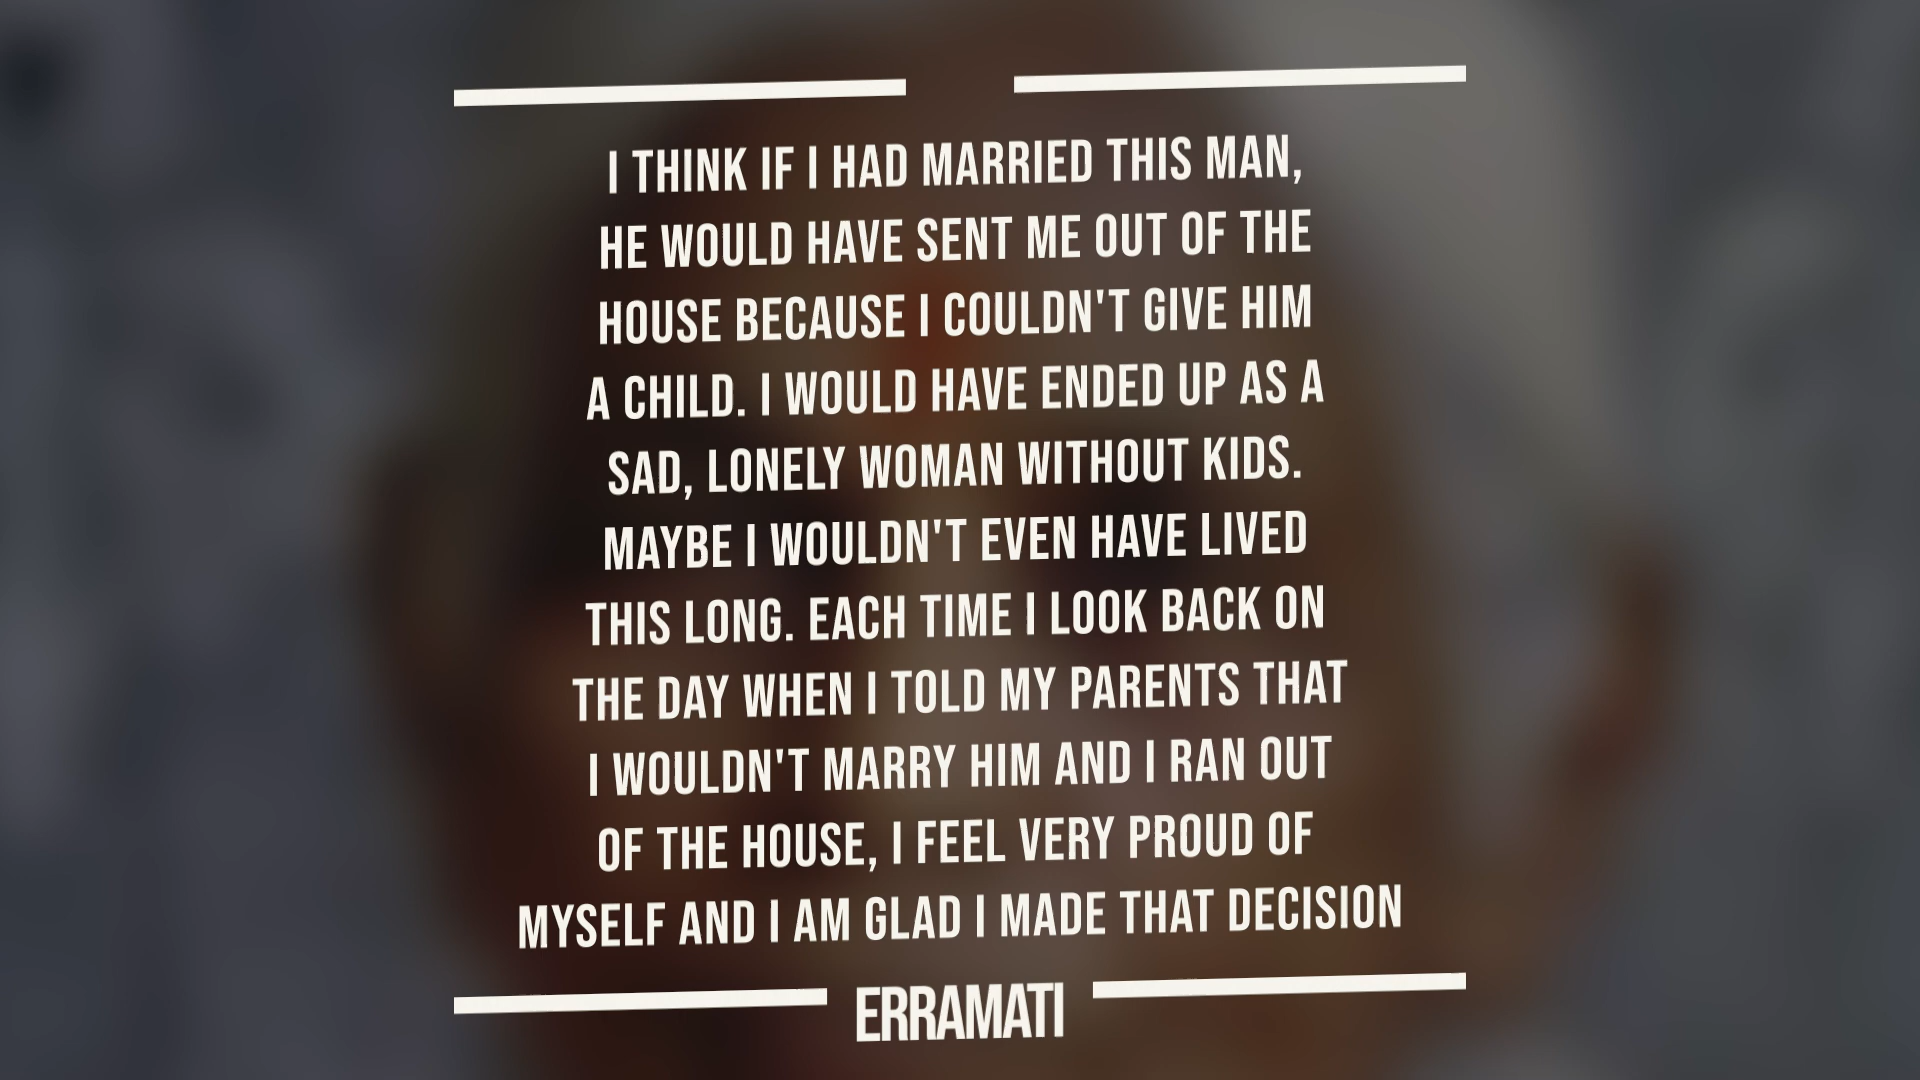 I THINK IF I HAD MARRIED THIS MAN,
HE WOULD HAVE SENT ME OUT OF THE
HOUSE BECAUSE I COULDN'T GIVE HIM
A CHILD. I WOULD HAVE ENDED UP AS A
SAD, LONELY WOMAN WITHOUT KIDS.
MAYBE I WOULDN'T EVEN HAVE LIVED
THIS LONG. EACH TIME I LOOK BACK ON
THE DAY WHEN I TOLD MY PARENTS THAT
I WOULDN'T MARRY HIM AND I RAN OUT
OF THE HOUSE, I FEEL VERY PROUD OF
MYSELF AND I AM GLAD I MADE THAT DECISION
ERRAMATI